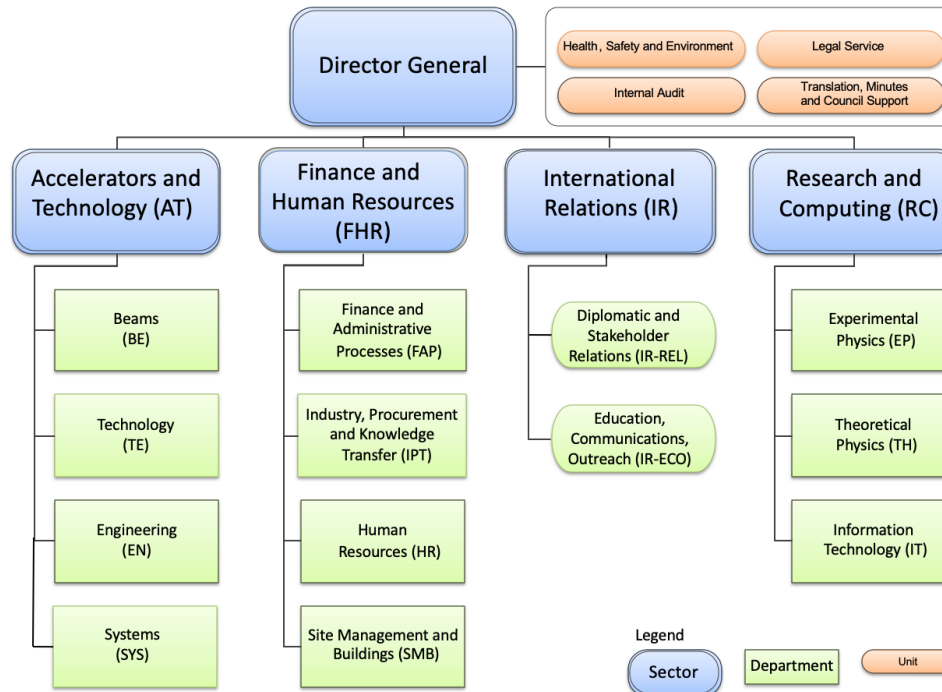 Director General
Health, Safety and Environment
Legal Service
Internal Audit
Translation, Minutes
and Council Support
Accelerators and
Technology (AT)
Finance and
Human Resources
(FHR)
International
Relations (IR)
Research and
Computing (RC)
Beams
(BE)
Technology
(TE)
Engineering
(EN)
Systems
(SYS)
Finance and
Administrative
Processes (FAP)
Industry, Procurement
and Knowledge
Transfer (IPT)
Human
Resources (HR)
Site Management and
Buildings (SMB)
Diplomatic and
Stakeholder
Relations (IR-REL)
Education,
Communications,
Outreach (IR-ECO)
Experimental
Physics (EP)
Theoretical
Physics (TH)
Information
Technology (IT)
Legend
Sector
Department
Unit